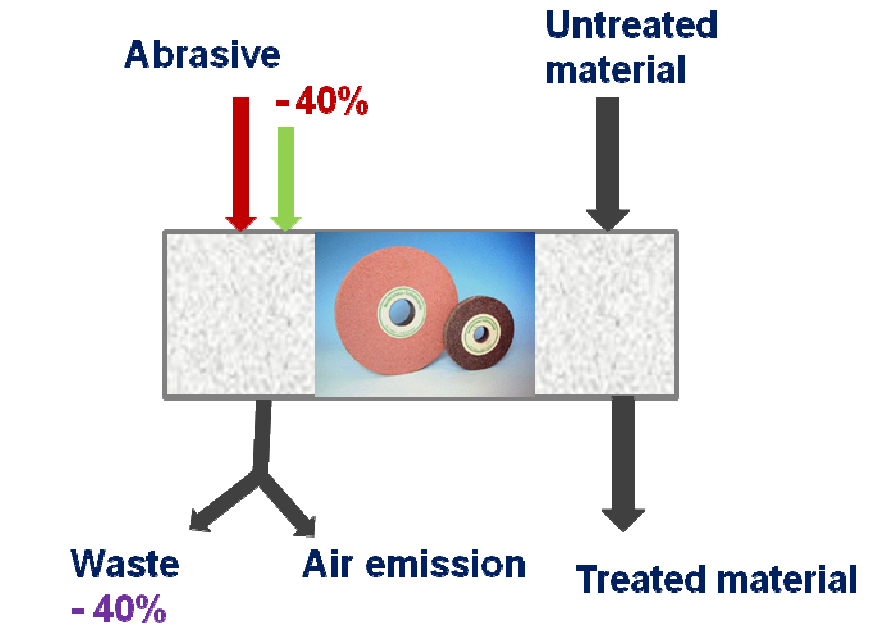 Abrasive
- 40%
Untreated
material
Waste
- 40%
Air emission
Treated material